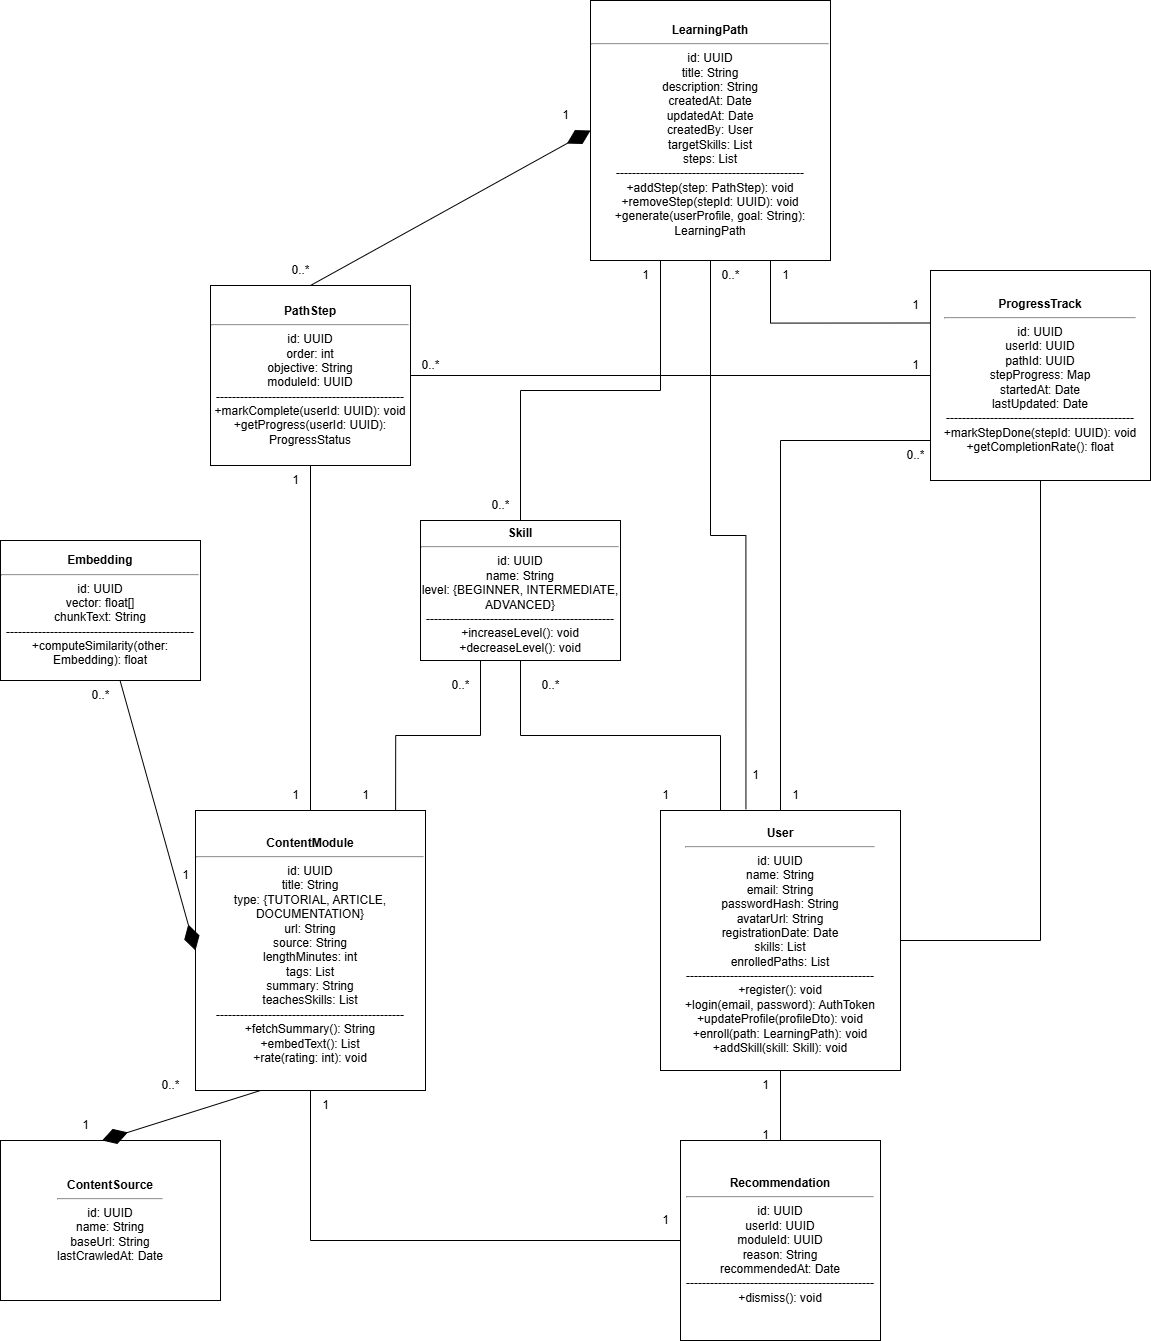 LearningPath
id: UUID
title: String
description: String
createdAt: Date
updatedAt: Date
createdBy: User
targetSkills: List
steps: List
-----------------------------------------------
+addStep(step: PathStep): void
+removeStep(stepId: UUID): void
+generate(userProfile, goal: String):
LearningPath
1
0..*
1
0..*
1
PathStep
id: UUID
order: int
objective: String
moduleId: UUID
-----------------------------------------------
+markComplete(userId: UUID): void
+getProgress(userId: UUID):
ProgressStatus
0..*
1
1
1
ProgressTrack
id: UUID
userId: UUID
pathId: UUID
stepProgress: Map
startedAt: Date
lastUpdated: Date
-----------------------------------------------
+markStepDone(stepId: UUID): void
+getCompletionRate(): float
0..*
0..*
Skill
id: UUID
name: String
level: {BEGINNER, INTERMEDIATE,
ADVANCED}
-----------------------------------------------
+increaseLevel(): void
+decreaseLevel(): void
0..*
0..*
Embedding
id: UUID
vector: float[]
chunkText: String
-----------------------------------------------
+computeSimilarity(other:
Embedding): float
0..*
1
1
1
1
1
1
ContentModule
id: UUID
title: String
type: {TUTORIAL, ARTICLE,
DOCUMENTATION}
url: String
source: String
lengthMinutes: int
tags: List
summary: String
teachesSkills: List
-----------------------------------------------
+fetchSummary(): String
+embedText(): List
+rate(rating: int): void
User
id: UUID
name: String
email: String
passwordHash: String
avatarUrl: String
registrationDate: Date
skills: List
enrolledPaths: List
-----------------------------------------------
+register(): void
+login(email, password): AuthToken
+updateProfile(profileDto): void
+enroll(path: LearningPath): void
+addSkill(skill: Skill): void
0..*
1
1
1
1
1
ContentSource
id: UUID
name: String
baseUrl: String
lastCrawledAt: Date
1
Recommendation
id: UUID
userId: UUID
moduleId: UUID
reason: String
recommendedAt: Date
-----------------------------------------------
+dismiss(): void